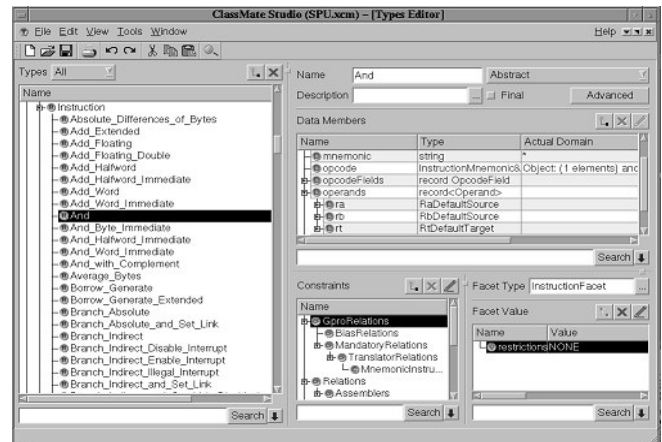 ClassMate Studio (SPU.xcm) – [Types Editor]
File Edit View Tools Window Help
Types All
Name
Instruction
Absolute_Differences_of_Bytes
Add_Extended
Add_Floating
Add_Floating_Double
Add_Halfword
Add_Halfword_Immediate
Add_Word
Add_Word_Immediate
And
And_Byte_Immediate
And_Halfword_Immediate
And_Word_Immediate
And_with_Complement
Average_Bytes
Borrow_Generate
Borrow_Generate_Extended
Branch_Absolute
Branch_Absolute_and_Set_Link
Branch_Indirect
Branch_Indirect_Disable_Interrupt
Branch_Indirect_Enable_Interrupt
Branch_Indirect_Illegal_Interrupt
Branch_Indirect_and_Set_Link
Search
Name And Abstract
Description ... Final Advanced
Data Members
Name Type Actual Domain
mnemonic string *
opcode InstructionMnemonic& Object: (1 elements) and
opcodeFields record OpcodeField
operands record<Operand>
ra RaDefaultSource
rb RbDefaultSource
rt RtDefaultTarget
Search
Constraints
Name
GproRelations
BiasRelations
MandatoryRelations
TranslatorRelations
MnemonicInstru...
Relations
Assemblers
Search
Facet Type InstructionFacet ...
Facet Value
Name Value
restrictions NONE
Search